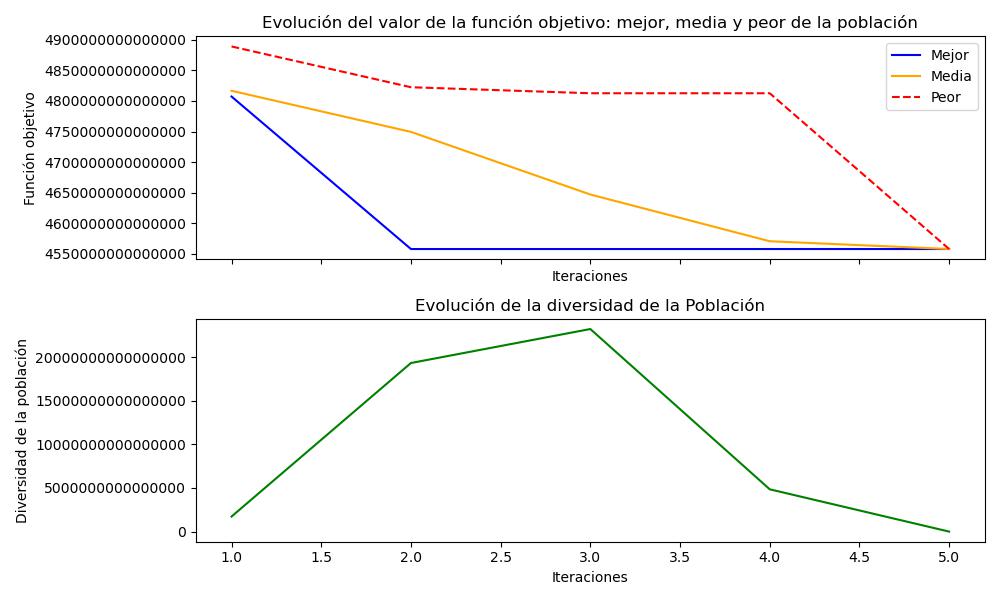 Evolución del valor de la función objetivo: mejor, media y peor de la población
4900000000000000
4850000000000000
4800000000000000
4750000000000000
4700000000000000
4650000000000000
4600000000000000
4550000000000000
Función objetivo
Mejor
Media
Peor
Iteraciones
Evolución de la diversidad de la Población
20000000000000000
15000000000000000
10000000000000000
5000000000000000
0
Diversidad de la población
1.0 1.5 2.0 2.5 3.0 3.5 4.0 4.5 5.0
Iteraciones